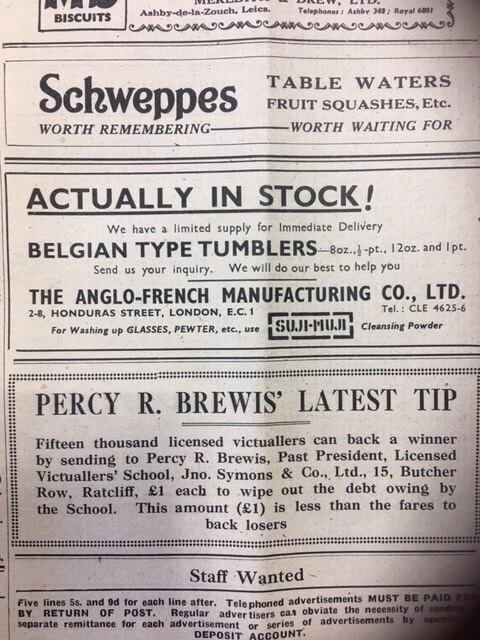 BISCUITS
MEREDITH & DREW, LTD.
Ashby-de-la-Zouch, Leics. Telephones: Ashby 348; Royal 6801
Schweppes
TABLE WATERS
FRUIT SQUASHES, Etc.
WORTH REMEMBERING — WORTH WAITING FOR
ACTUALLY IN STOCK!
We have a limited supply for Immediate Delivery
BELGIAN TYPE TUMBLERS—8oz., ½-pt., 12oz. and 1pt.
Send us your inquiry. We will do our best to help you
THE ANGLO-FRENCH MANUFACTURING CO., LTD.
2-8, HONDURAS STREET, LONDON, E.C.1 Tel.: CLE 4625-6
For Washing up GLASSES, PEWTER, etc., use SUJI-MUJI Cleansing Powder
PERCY R. BREWIS' LATEST TIP
Fifteen thousand licensed victuallers can back a winner
by sending to Percy R. Brewis, Past President, Licensed
Victuallers' School, Jno. Symons & Co., Ltd., 15, Butcher
Row, Ratcliff, £1 each to wipe out the debt owing by
the School. This amount (£1) is less than the fares to
back losers
Staff Wanted
Five lines 5s. and 9d for each line after. Telephoned advertisements MUST BE PAID
BY RETURN OF POST. Regular advertisers can obviate the necessity of
separate remittance for each advertisement or series of advertisements by
DEPOSIT ACCOUNT.